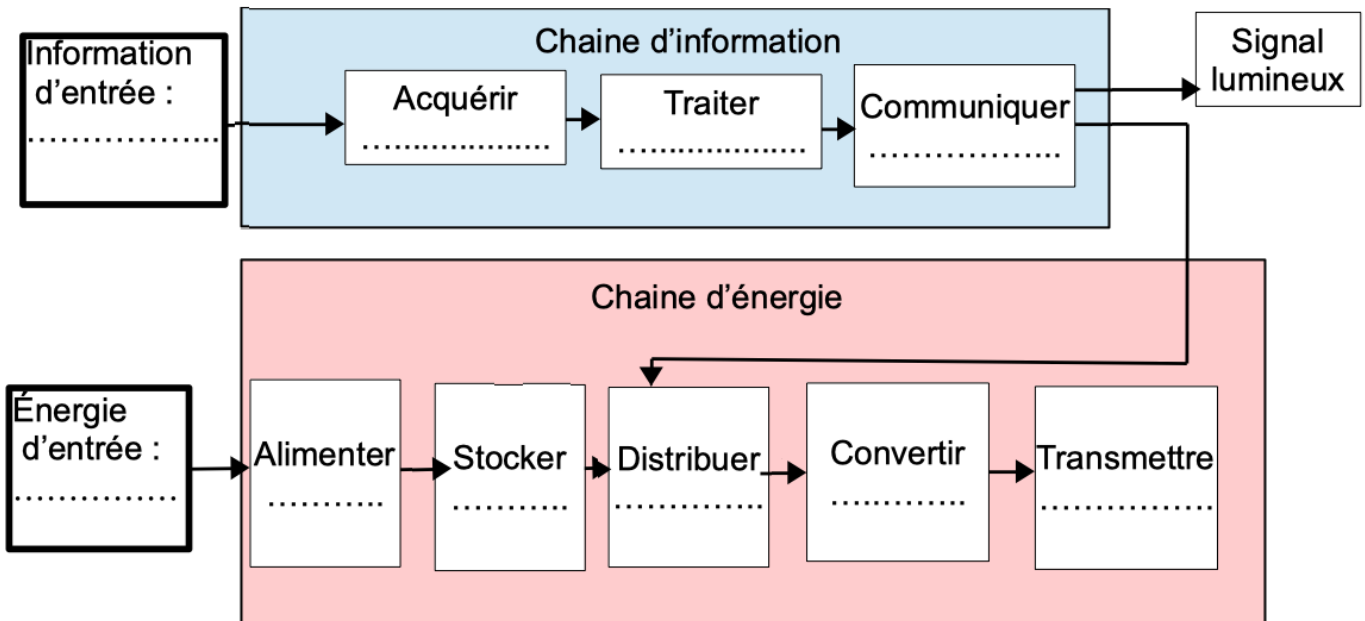 Chaine d'information
Information
d'entrée :
...................
Acquérir
...................
Traiter
...................
Communiquer
...................
Signal
lumineux
Chaine d'énergie
Énergie
d'entrée :
................
Alimenter
............
Stocker
............
Distribuer
...............
Convertir
.............
Transmettre
.................